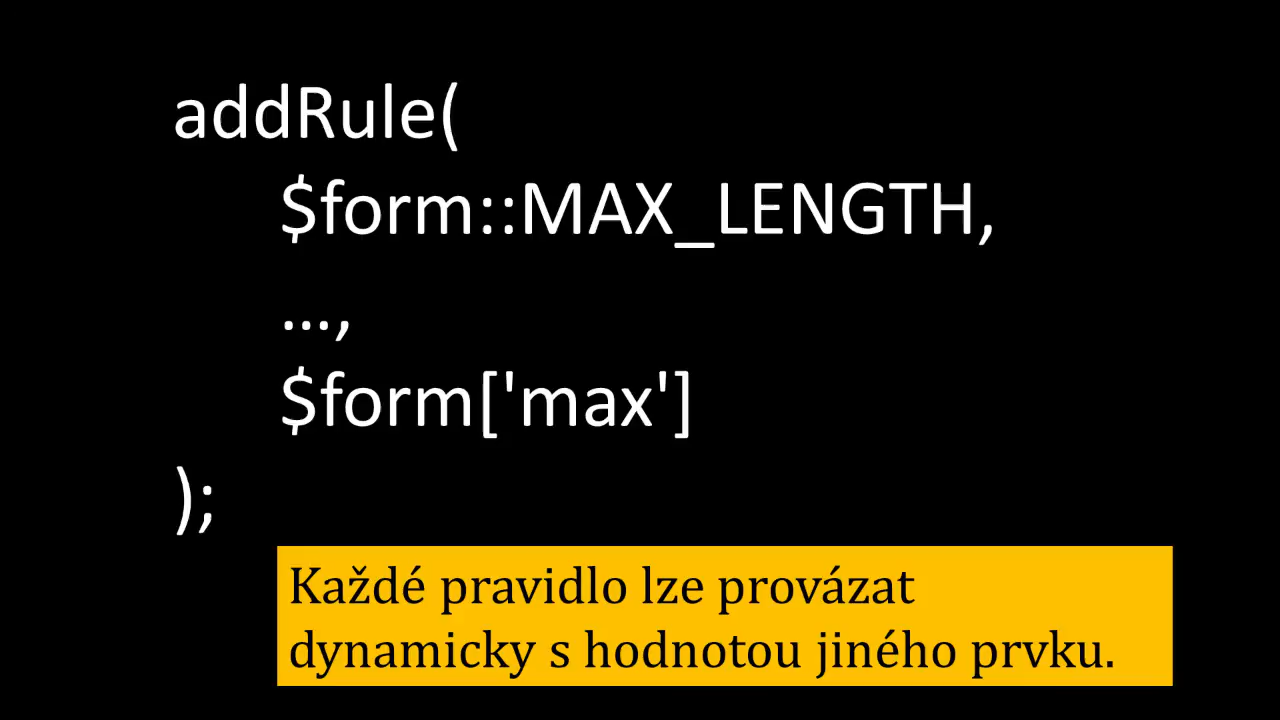 addRule(
$form::MAX_LENGTH,
…,
$form['max']
);
Každé pravidlo lze provázat
dynamicky s hodnotou jiného prvku.